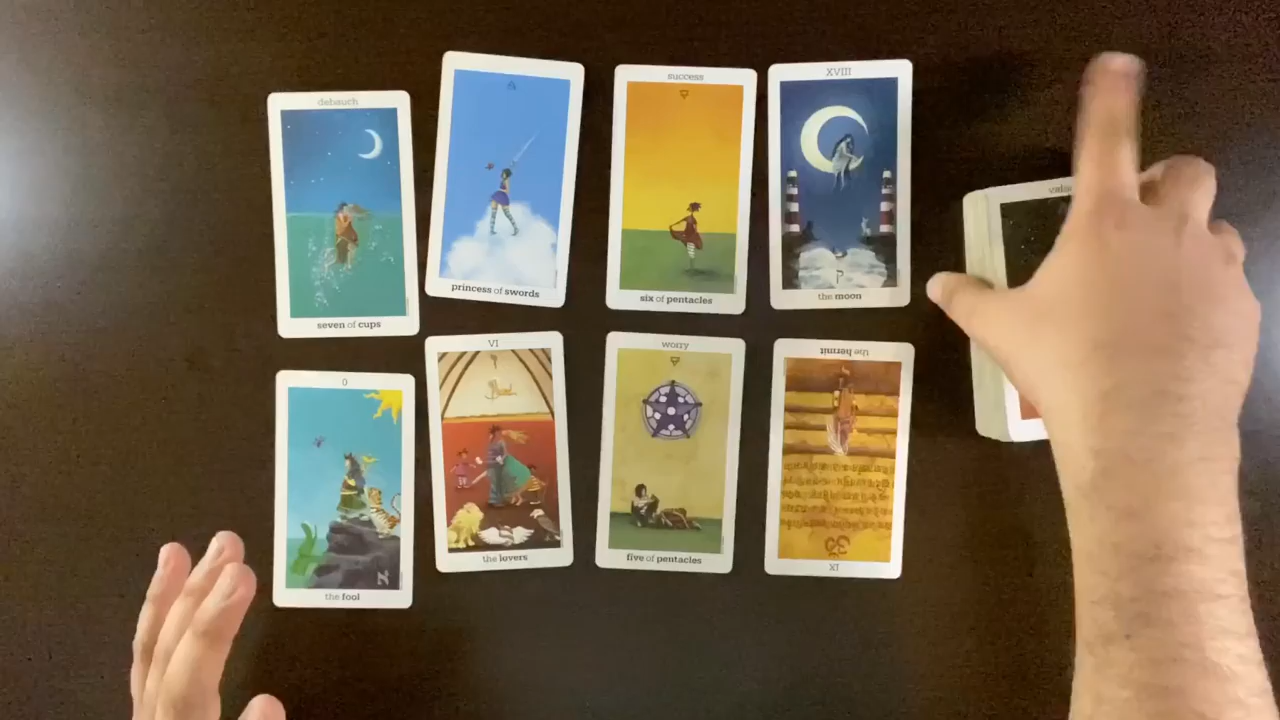 debauch
seven of cups
princess of swords
success
six of pentacles
XVIII
the moon
0
the fool
VI
the lovers
worry
five of pentacles
the hermit
IX